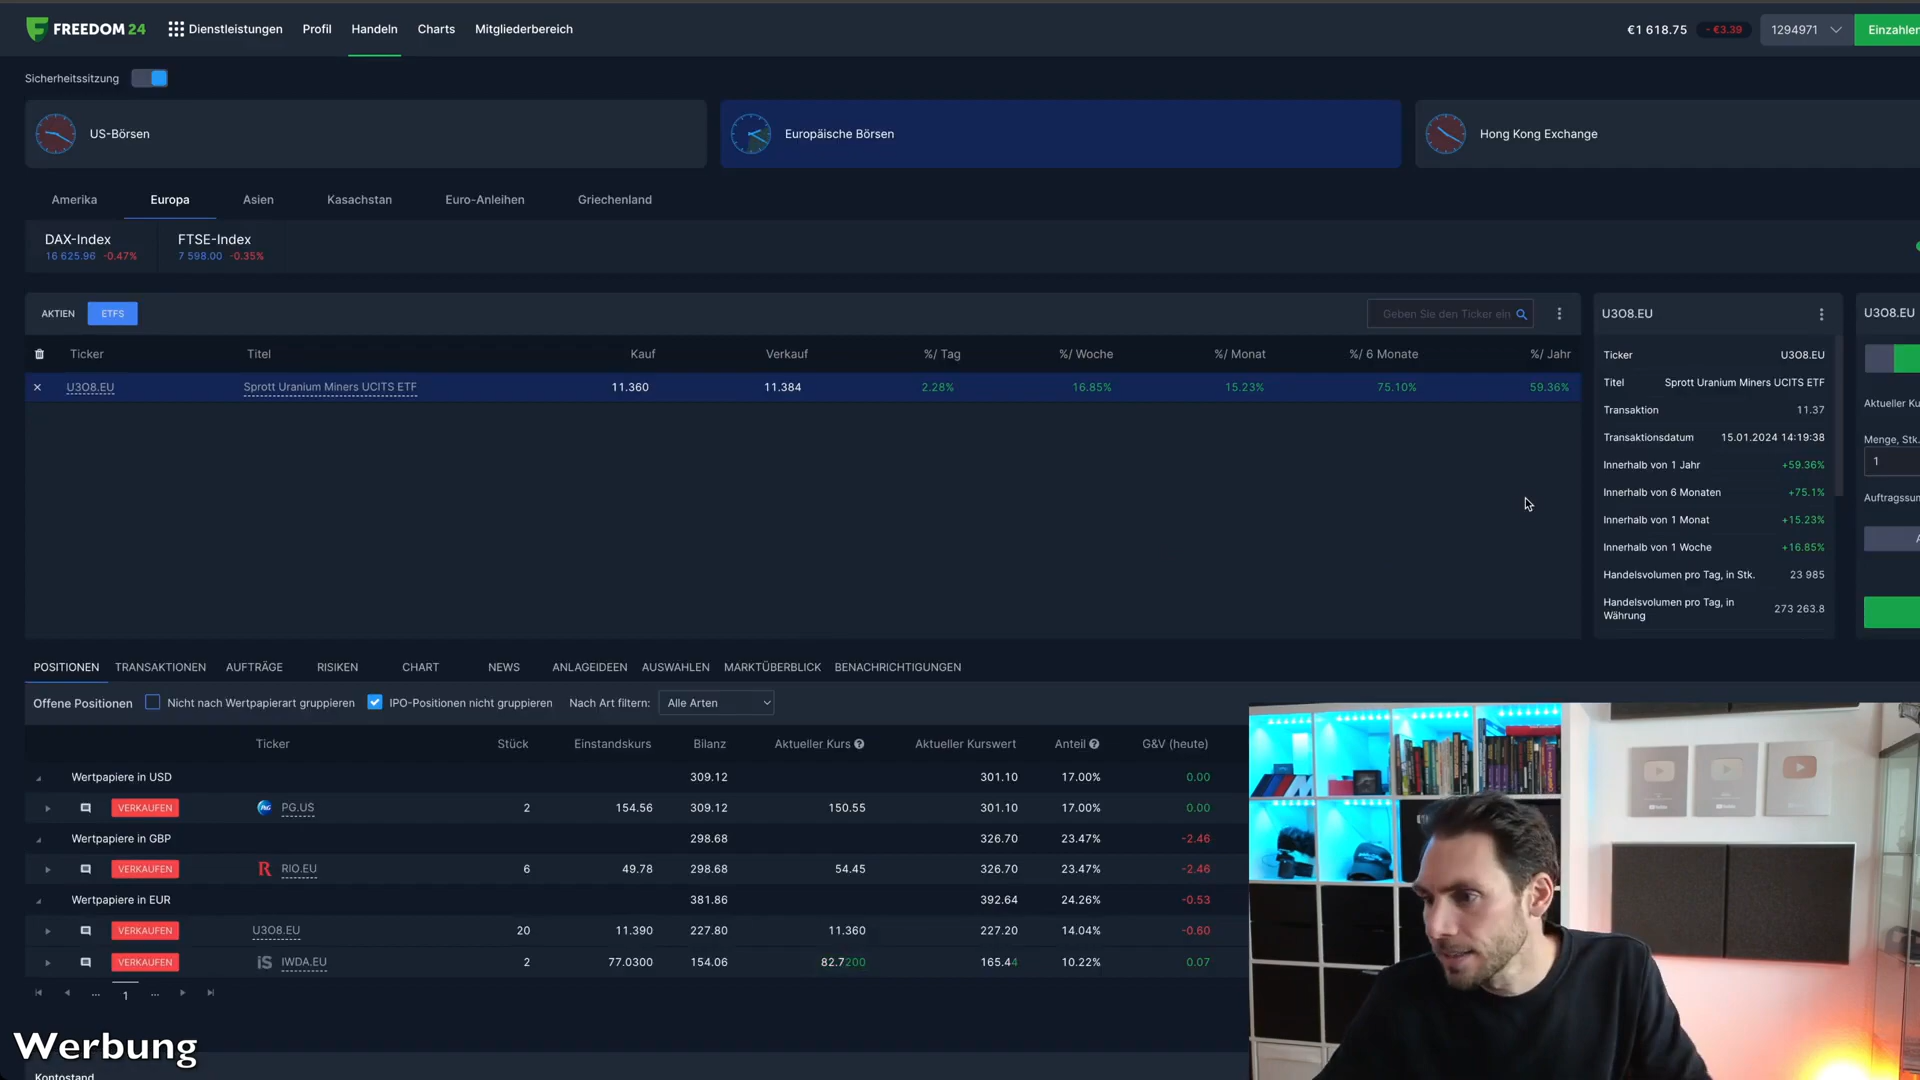 FREEDOM 24 Dienstleistungen Profil Handeln Charts Mitgliederbereich €1 618.75 - €3.39 1294971 Einzahlen
Sicherheitssitzung
US-Börsen Europäische Börsen Hong Kong Exchange
Amerika Europa Asien Kasachstan Euro-Anleihen Griechenland
DAX-Index FTSE-Index
16 625.96 -0.47% 7 598.00 -0.35%
AKTIEN ETFS Geben Sie den Ticker ein
Ticker Titel Kauf Verkauf %/ Tag %/ Woche %/ Monat %/ 6 Monate %/ Jahr
U3O8.EU Sprott Uranium Miners UCITS ETF 11.360 11.384 2.28% 16.85% 15.23% 75.10% 59.36%
U3O8.EU
Ticker U3O8.EU
Titel Sprott Uranium Miners UCITS ETF
Transaktion 11.37
Transaktionsdatum 15.01.2024 14:19:38
Innerhalb von 1 Jahr +59.36%
Innerhalb von 6 Monaten +75.1%
Innerhalb von 1 Monat +15.23%
Innerhalb von 1 Woche +16.85%
Handelsvolumen pro Tag, in Stk. 23 985
Handelsvolumen pro Tag, in
Währung 273 263.8
U3O8.EU
Aktueller Ku
Menge, Stk.
1
Auftragssum
A
POSITIONEN TRANSAKTIONEN AUFTRÄGE RISIKEN CHART NEWS ANLAGEIDEEN AUSWAHLEN MARKTÜBERBLICK BENACHRICHTIGUNGEN
Offene Positionen Nicht nach Wertpapierart gruppieren IPO-Positionen nicht gruppieren Nach Art filtern: Alle Arten
Ticker Stück Einstandskurs Bilanz Aktueller Kurs Aktueller Kurswert Anteil G&V (heute)
Wertpapiere in USD 309.12 301.10 17.00% 0.00
VERKAUFEN PG.US 2 154.56 309.12 150.55 301.10 17.00% 0.00
Wertpapiere in GBP 298.68 326.70 23.47% -2.46
VERKAUFEN RIO.EU 6 49.78 298.68 54.45 326.70 23.47% -2.46
Wertpapiere in EUR 381.86 392.64 24.26% -0.53
VERKAUFEN U3O8.EU 20 11.390 227.80 11.360 227.20 14.04% -0.60
VERKAUFEN iS IWDA.EU 2 77.0300 154.06 82.7200 165.44 10.22% 0.07
... 1 ...
Werbung
Kontostand